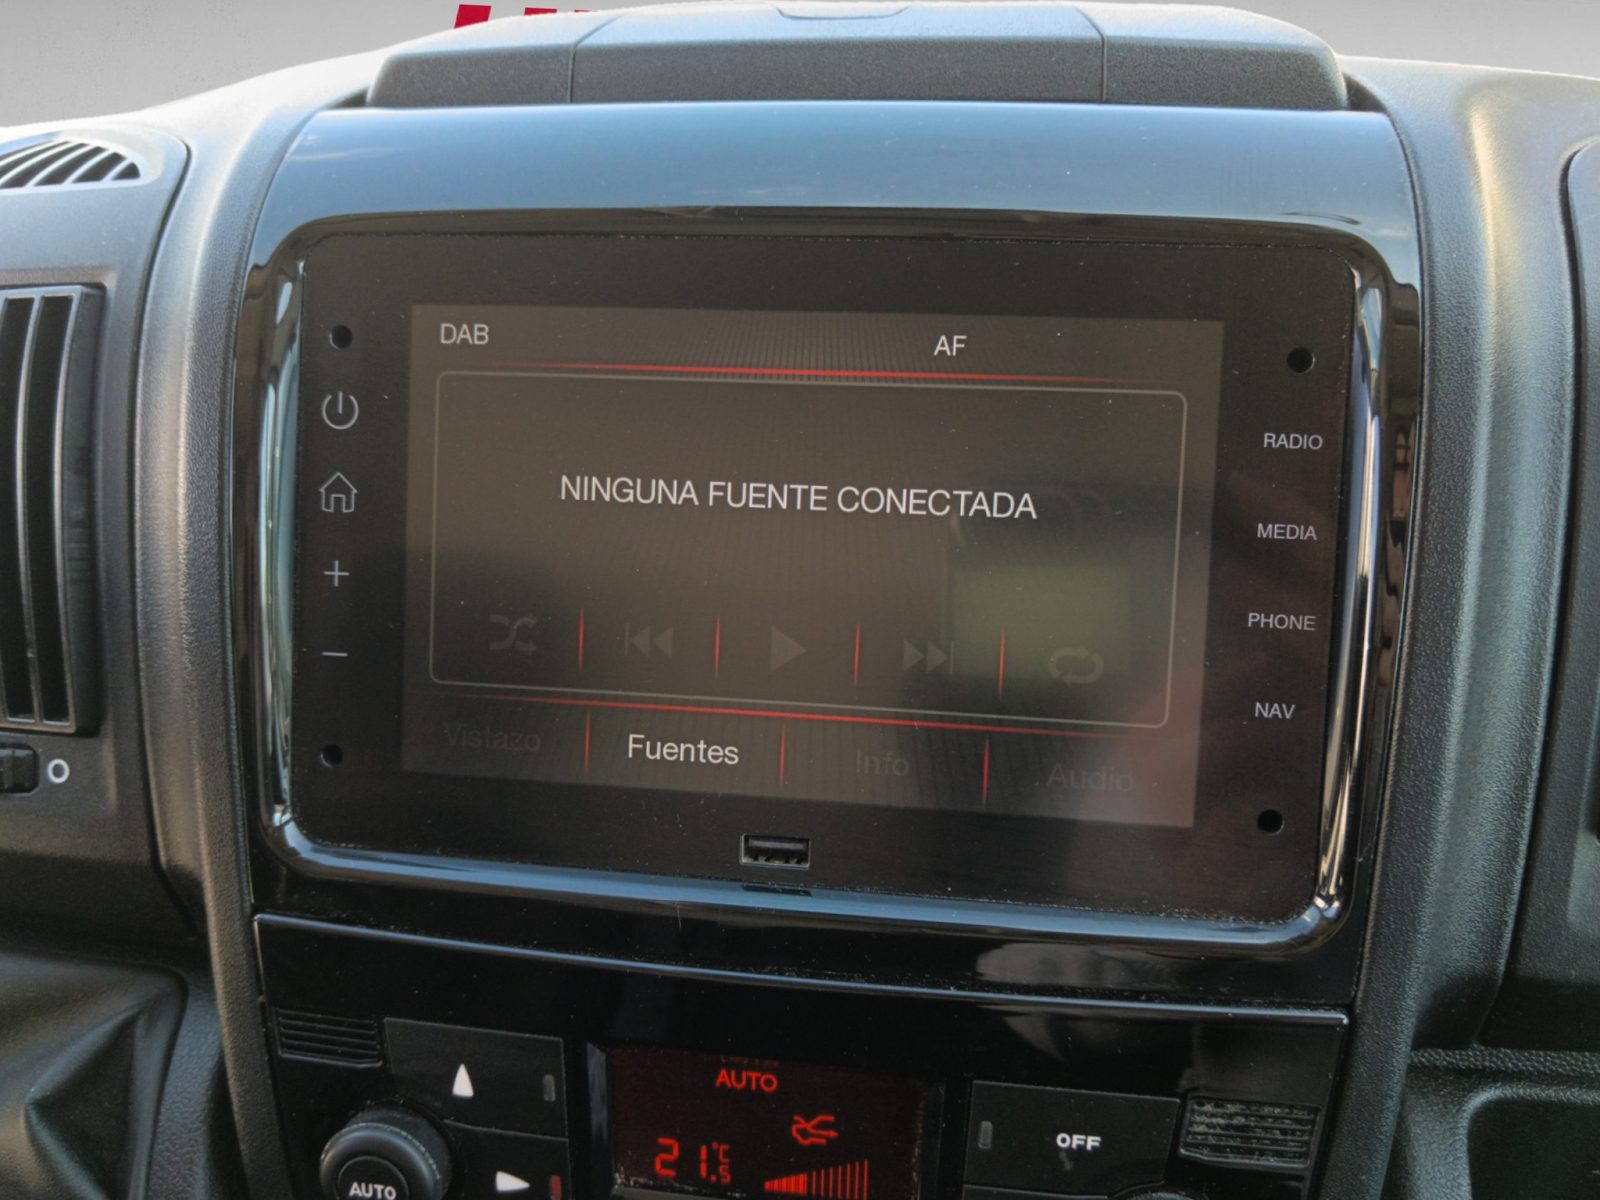 DAB AF
RADIO
NINGUNA FUENTE CONECTADA
MEDIA
PHONE
NAV
Vistazo Fuentes Info Audio
AUTO
OFF
21.5 °C
AUTO